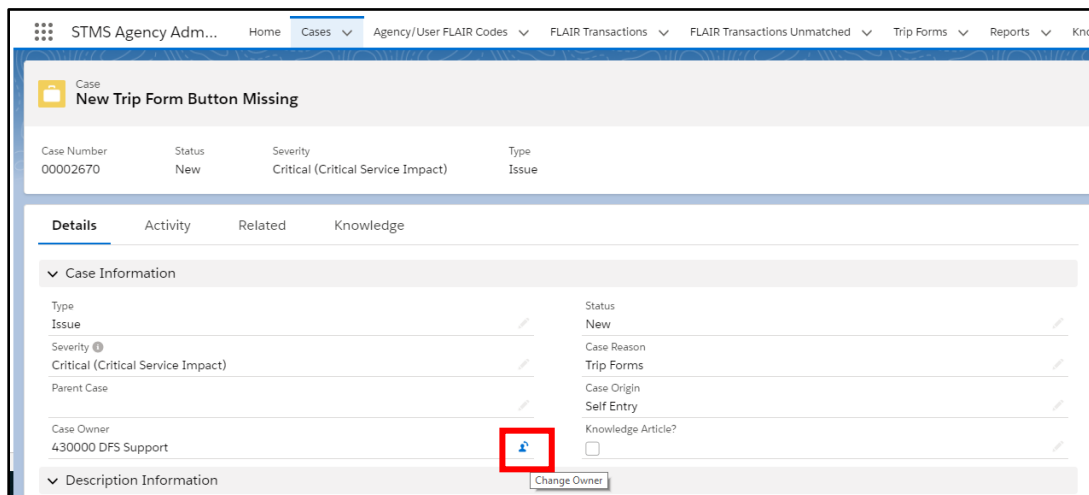 STMS Agency Adm... Home Cases Agency/User FLAIR Codes FLAIR Transactions FLAIR Transactions Unmatched Trip Forms Reports Kno
Case
New Trip Form Button Missing
Case Number Status Severity Type
00002670 New Critical (Critical Service Impact) Issue
Details Activity Related Knowledge
Case Information
Type Status
Issue New
Severity Case Reason
Critical (Critical Service Impact) Trip Forms
Parent Case Case Origin
Self Entry
Case Owner Knowledge Article?
430000 DFS Support
Change Owner
Description Information